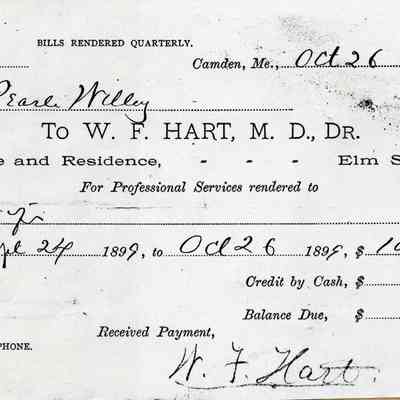 BILLS RENDERED QUARTERLY.
Camden, Me., Oct 26
Pearl Willey
To W. F. HART, M. D., Dr.
e and Residence, - - - Elm S
For Professional Services rendered to
24 1899, to Oct 26 1899, $ 1
Credit by Cash, $
Balance Due, $
Received Payment,
PHONE.
W. F. Hart.